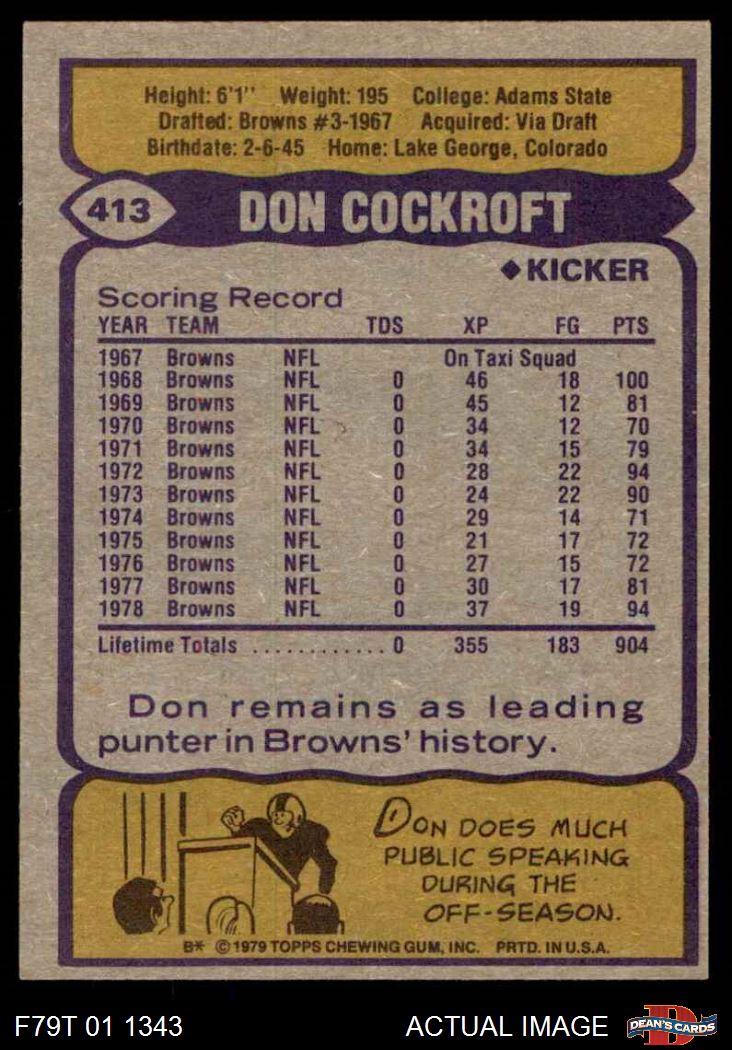 Height: 6'1'' Weight: 195 College: Adams State
Drafted: Browns #3-1967 Acquired: Via Draft
Birthdate: 2-6-45 Home: Lake George, Colorado
413 DON COCKROFT
◆KICKER
Scoring Record
YEAR TEAM TDS XP FG PTS
1967 Browns NFL On Taxi Squad
1968 Browns NFL 0 46 18 100
1969 Browns NFL 0 45 12 81
1970 Browns NFL 0 34 12 70
1971 Browns NFL 0 34 15 79
1972 Browns NFL 0 28 22 94
1973 Browns NFL 0 24 22 90
1974 Browns NFL 0 29 14 71
1975 Browns NFL 0 21 17 72
1976 Browns NFL 0 27 15 72
1977 Browns NFL 0 30 17 81
1978 Browns NFL 0 37 19 94
Lifetime Totals ............ 0 355 183 904
Don remains as leading
punter in Browns' history.
DON DOES MUCH
PUBLIC SPEAKING
DURING THE
OFF-SEASON.
B* © 1979 TOPPS CHEWING GUM, INC. PRTD. IN U.S.A.
F79T 01 1343 ACTUAL IMAGE D DEAN'S CARDS